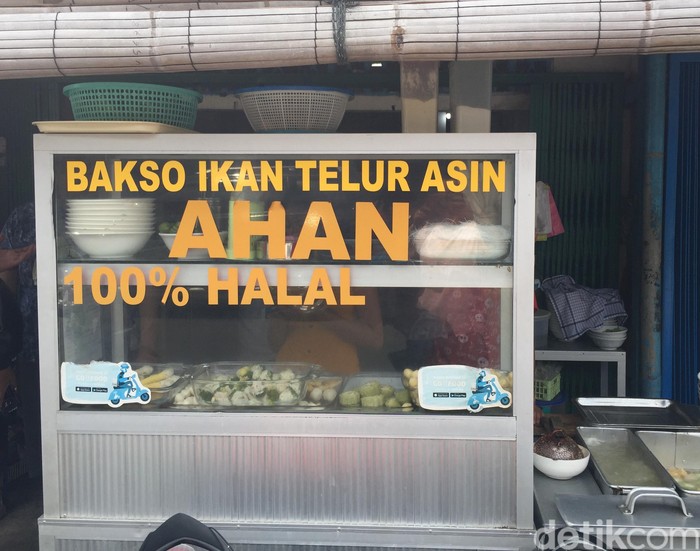 BAKSO IKAN TELUR ASIN
AHAN
100% HALAL
detikcom